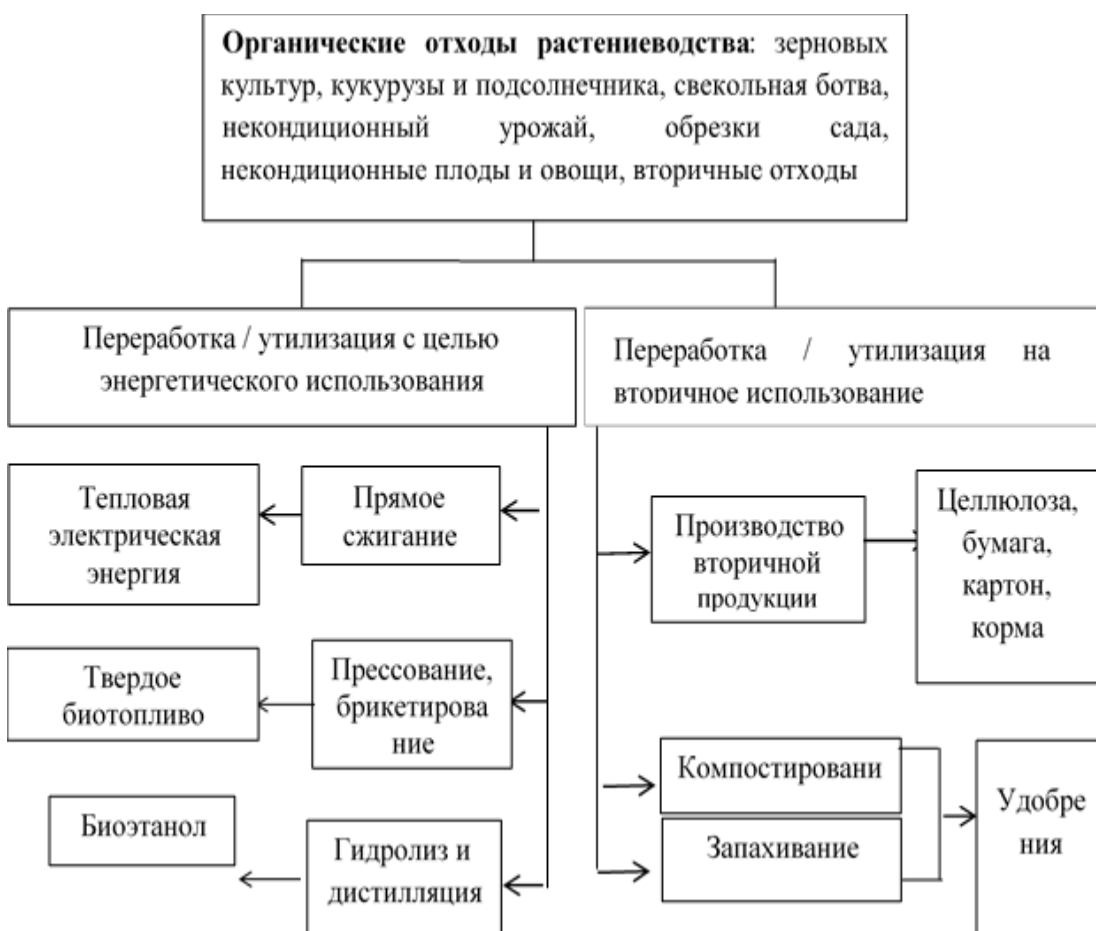 Органические отходы растениеводства: зерновых
культур, кукурузы и подсолнечника, свекольная ботва,
некондиционный урожай, обрезки сада,
некондиционные плоды и овощи, вторичные отходы
Переработка / утилизация с целью
энергетического использования
Переработка / утилизация на
вторичное использование
Тепловая
электрическая
энергия
Прямое
сжигание
Производство
вторичной
продукции
Целлюлоза,
бумага,
картон,
корма
Твердое
биотопливо
Прессование,
брикетирова
ние
Компостировани
Запахивание
Удобре
ния
Биоэтанол
Гидролиз и
дистилляция